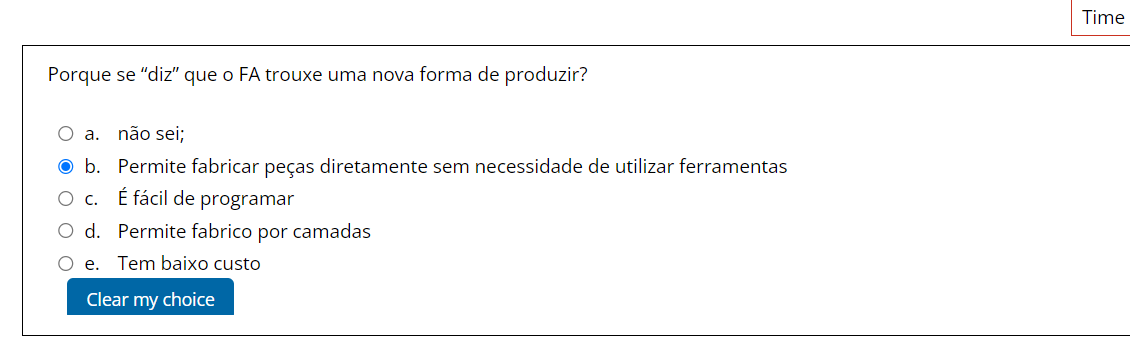 Time
Porque se “diz” que o FA trouxe uma nova forma de produzir?
a. não sei;
b. Permite fabricar peças diretamente sem necessidade de utilizar ferramentas
c. É fácil de programar
d. Permite fabrico por camadas
e. Tem baixo custo
Clear my choice